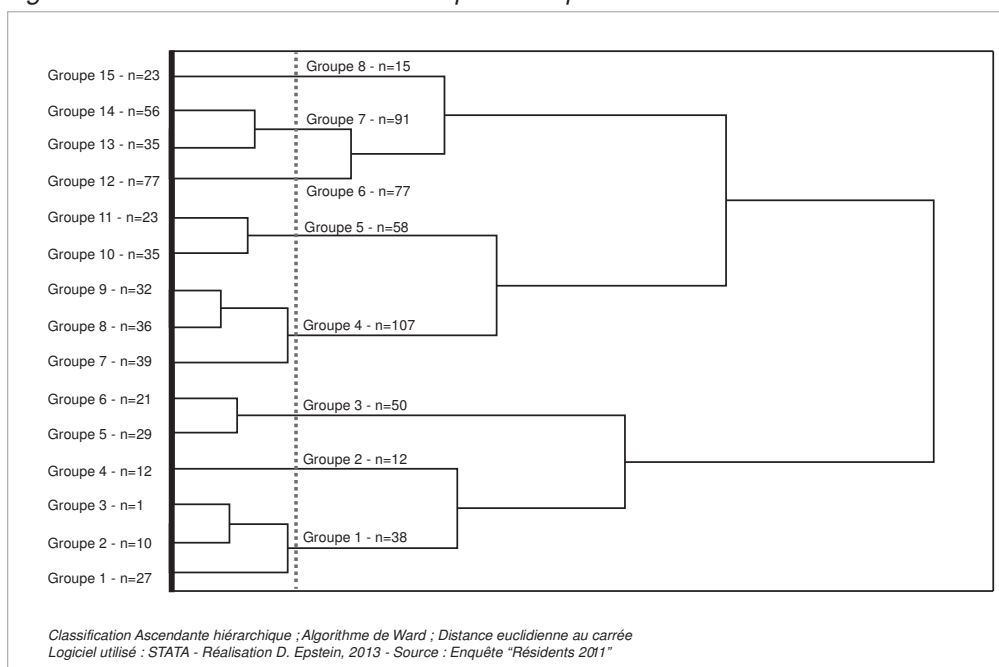 Groupe 15 - n=23
Groupe 8 - n=15
Groupe 14 - n=56
Groupe 7 - n=91
Groupe 13 - n=35
Groupe 12 - n=77
Groupe 6 - n=77
Groupe 11 - n=23
Groupe 5 - n=58
Groupe 10 - n=35
Groupe 9 - n=32
Groupe 8 - n=36
Groupe 4 - n=107
Groupe 7 - n=39
Groupe 6 - n=21
Groupe 3 - n=50
Groupe 5 - n=29
Groupe 4 - n=12
Groupe 2 - n=12
Groupe 3 - n=1
Groupe 2 - n=10
Groupe 1 - n=38
Groupe 1 - n=27
Classification Ascendante hiérarchique ; Algorithme de Ward ; Distance euclidienne au carrée
Logiciel utilisé : STATA - Réalisation D. Epstein, 2013 - Source : Enquête “Résidents 2011”